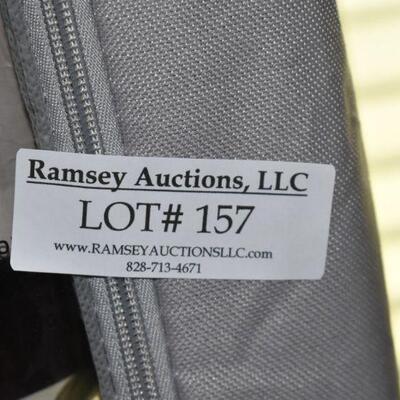 Ramsey Auctions, LLC
LOT# 157
www.RAMSEYAUCTIONSLLC.com
828-713-4671